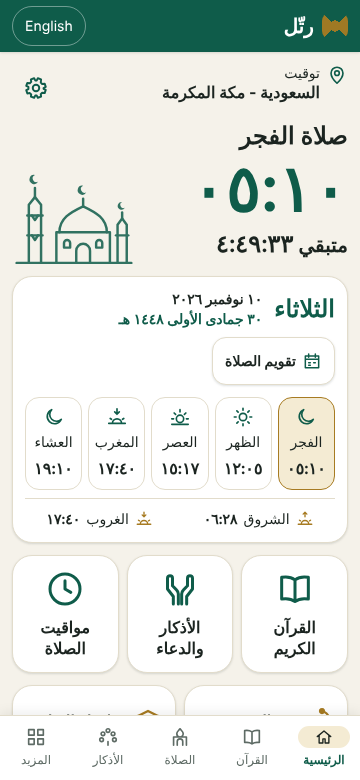 رتّل
English
توقيت
السعودية - مكة المكرمة
صلاة الفجر
٠٥:١٠
متبقي ٤:٤٩:٣٣
الثلاثاء
١٠ نوفمبر ٢٠٢٦
٣٠ جمادى الأولى ١٤٤٨ هـ
تقويم الصلاة
الفجر
٠٥:١٠
الظهر
١٢:٠٥
العصر
١٥:١٧
المغرب
١٧:٤٠
العشاء
١٩:١٠
الشروق ٠٦:٢٨
الغروب ١٧:٤٠
القرآن
الكريم
الأذكار
والدعاء
مواقيت
الصلاة
الرئيسية
القرآن
الصلاة
الأذكار
المزيد